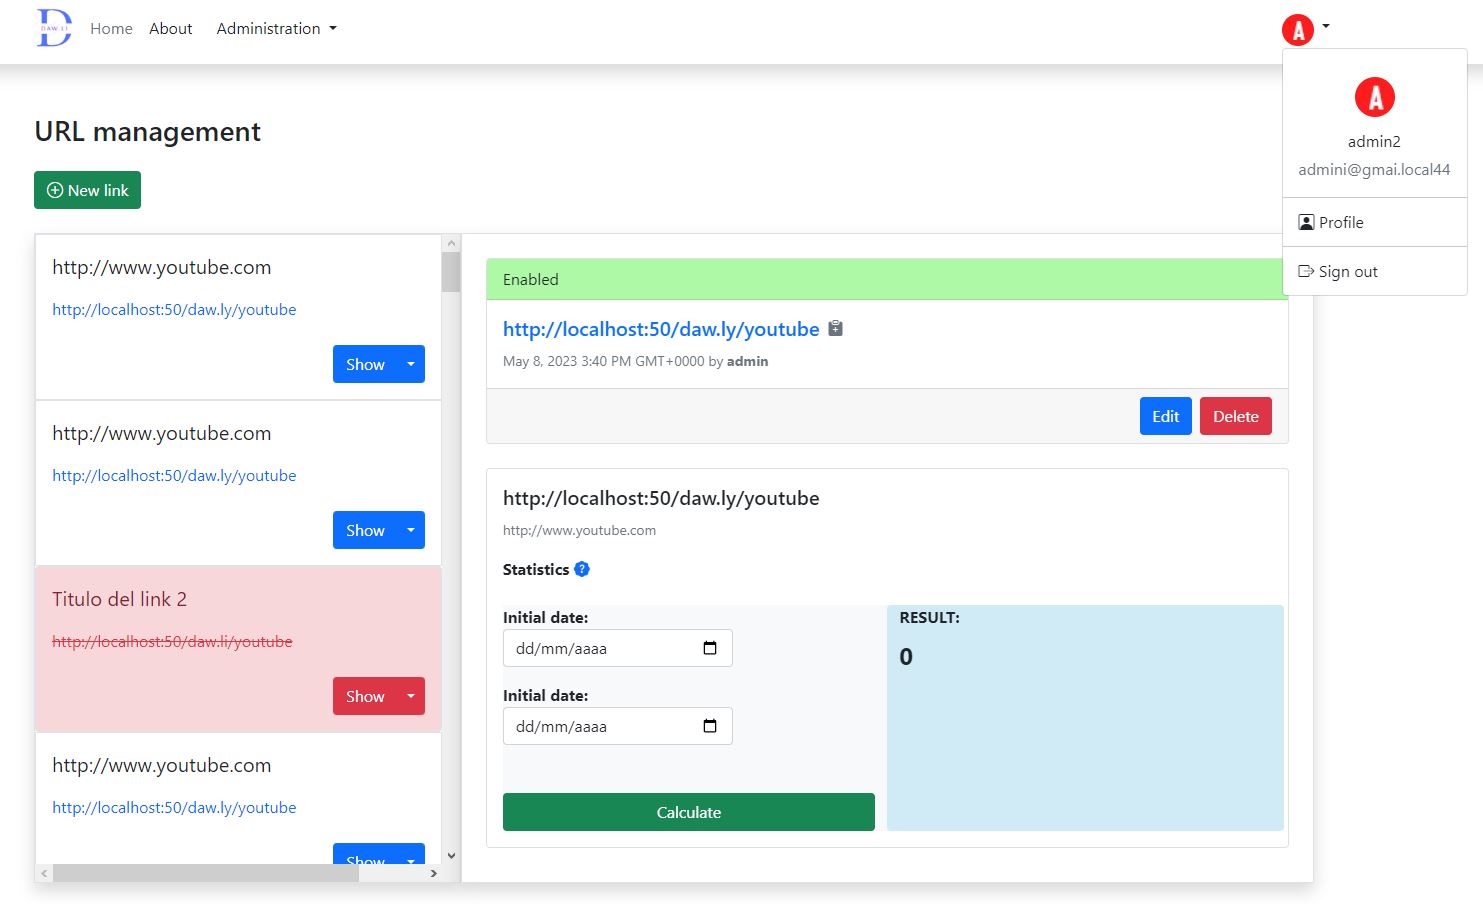 D
DAW.LI
Home About Administration
A
A
admin2
admini@gmai.local44
Profile
Sign out
URL management
New link
http://www.youtube.com
http://localhost:50/daw.ly/youtube
Show
http://www.youtube.com
http://localhost:50/daw.ly/youtube
Show
Titulo del link 2
http://localhost:50/daw.li/youtube
Show
http://www.youtube.com
http://localhost:50/daw.ly/youtube
Show
Enabled
http://localhost:50/daw.ly/youtube
May 8, 2023 3:40 PM GMT+0000 by admin
Edit Delete
http://localhost:50/daw.ly/youtube
http://www.youtube.com
Statistics ?
Initial date:
dd/mm/aaaa
Initial date:
dd/mm/aaaa
Calculate
RESULT:
0